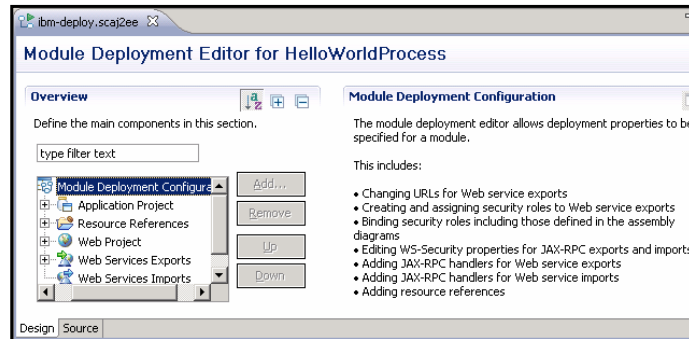 ibm-deploy.scaj2ee
Module Deployment Editor for HelloWorldProcess
Overview
Define the main components in this section.
type filter text
Module Deployment Configura
Application Project
Resource References
Web Project
Web Services Exports
Web Services Imports
Add...
Remove
Up
Down
Module Deployment Configuration
The module deployment editor allows deployment properties to be
specified for a module.
This includes:
• Changing URLs for Web service exports
• Creating and assigning security roles to Web service exports
• Binding security roles including those defined in the assembly
diagrams
• Editing WS-Security properties for JAX-RPC exports and imports
• Adding JAX-RPC handlers for Web service exports
• Adding JAX-RPC handlers for Web service imports
• Adding resource references
Design Source